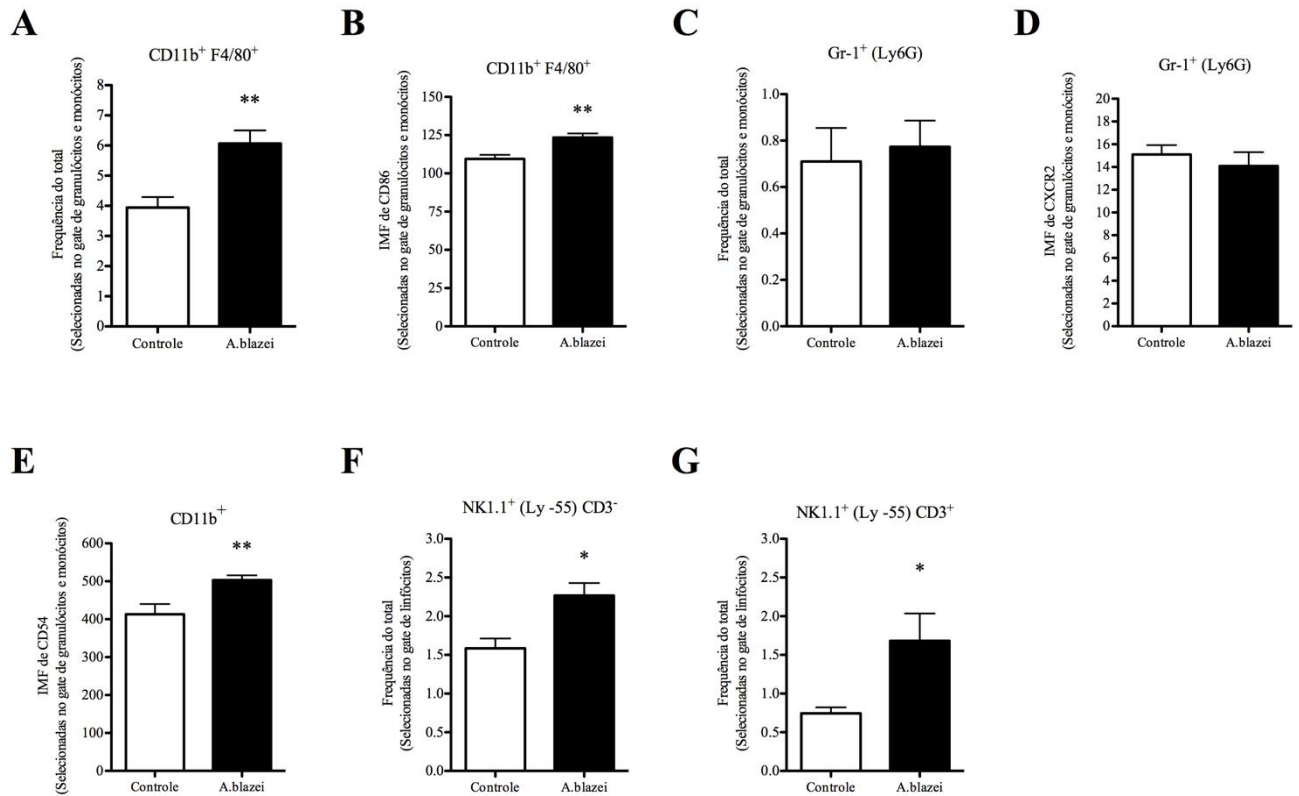 A
CD11b+ F4/80+
Frequência do total
(Selecionadas no gate de granulócitos e monócitos)
8
7
6
5
4
3
2
1
0
**
Controle
A.blazei
B
CD11b+ F4/80+
IMF de CD86
(Selecionadas no gate de granulócitos e monócitos)
150
125
100
75
50
25
0
**
Controle
A.blazei
C
Gr-1+ (Ly6G)
Frequência do total
(Selecionadas no gate de granulócitos e monócitos)
1.0
0.8
0.6
0.4
0.2
0.0
Controle
A.blazei
D
Gr-1+ (Ly6G)
IMF de CXCR2
(Selecionadas no gate de granulócitos e monócitos)
20
18
16
14
12
10
8
6
4
2
0
Controle
A.blazei
E
CD11b+
IMF de CD54
(Selecionadas no gate de granulócitos e monócitos)
600
500
400
300
200
100
0
**
Controle
A.blazei
F
NK1.1+ (Ly -55) CD3-
Frequência do total
(Selecionadas no gate de linfócitos)
3.0
2.5
2.0
1.5
1.0
0.5
0.0
*
Controle
A.blazei
G
NK1.1+ (Ly -55) CD3+
Frequência do total
(Selecionadas no gate de linfócitos)
3.0
2.5
2.0
1.5
1.0
0.5
0.0
*
Controle
A.blazei